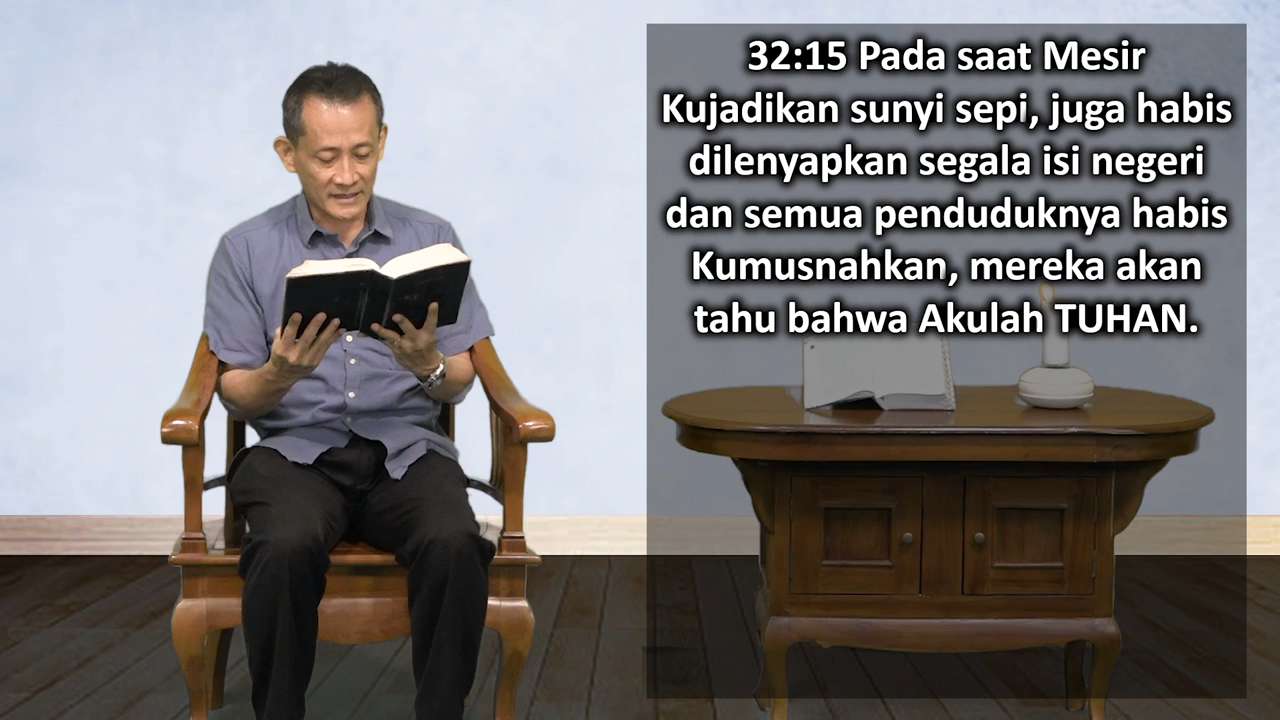 32:15 Pada saat Mesir
Kujadikan sunyi sepi, juga habis
dilenyapkan segala isi negeri
dan semua penduduknya habis
Kumusnahkan, mereka akan
tahu bahwa Akulah TUHAN.